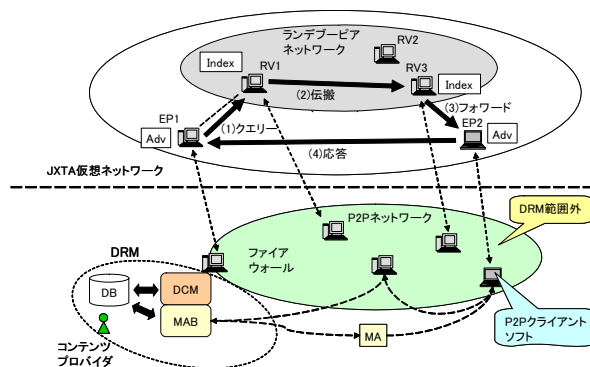 ランデブーピア
ネットワーク
RV2
Index
RV1
RV3
Index
(2)伝搬
(3)フォワード
EP1
(1)クエリー
EP2
Adv
Adv
(4)応答
JXTA仮想ネットワーク
P2Pネットワーク
DRM範囲外
DRM
ファイア
ウォール
DB
DCM
MAB
MA
P2Pクライアント
ソフト
コンテンツ
プロバイダ